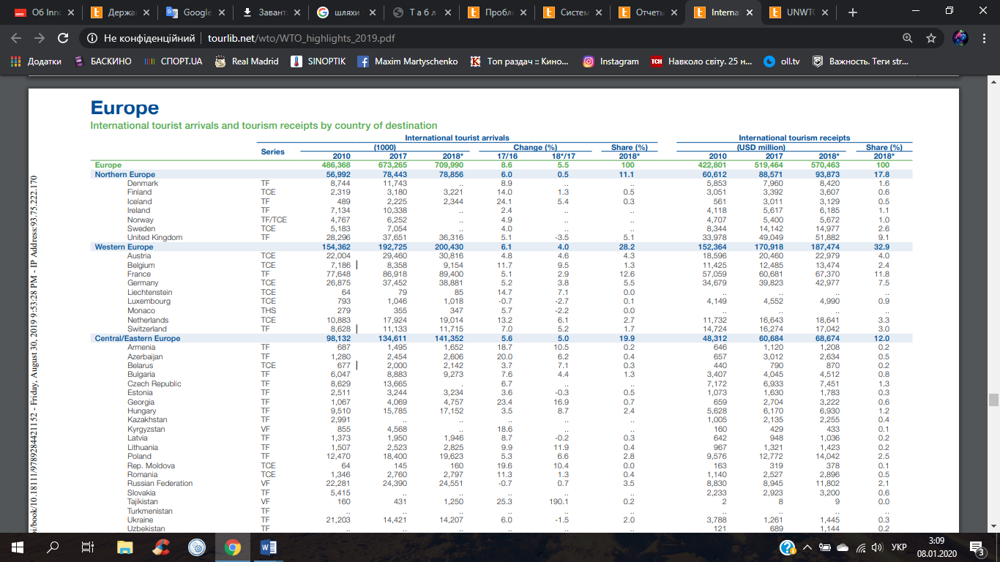 Об Inno
Держа
Google
Завант
шляхи
Т а б л
Пробл
Систем
Отчеты
Interna
UNWTO
Не конфіденційний | tourlib.net/wto/WTO_highlights_2019.pdf
Додатки БАСКИНО СПОРТ.UA Real Madrid SINOPTIK Maxim Martyschenko Топ раздач :: Кино... Instagram ТСН Навколо світу. 25 н... oll.tv Важность. Теги str...
Europe
International tourist arrivals and tourism receipts by country of destination
International tourist arrivals International tourism receipts
Series (1000) Change (%) Share (%) (USD million) Share (%)
2010 2017 2018* 17/16 18*/17 2018* 2010 2017 2018* 2018*
Europe 486,368 673,265 709,990 8.6 5.5 100 422,801 519,464 570,463 100
Northern Europe 56,992 78,443 78,856 6.0 0.5 11.1 60,612 88,571 93,873 17.8
Denmark TF 8,744 11,743 .. 8.9 .. .. 5,853 7,960 8,420 1.6
Finland TCE 2,319 3,180 3,221 14.0 1.3 0.5 3,051 3,392 3,607 0.6
Iceland TF 489 2,225 2,344 24.1 5.4 0.3 561 3,011 3,129 0.5
Ireland TF 7,134 10,338 .. 2.4 .. .. 4,118 5,617 6,185 1.1
Norway TF/TCE 4,767 6,252 .. 4.9 .. .. 4,707 5,400 5,672 1.0
Sweden TCE 5,183 7,054 .. 4.0 .. .. 8,344 14,142 14,977 2.6
United Kingdom TF 28,296 37,651 36,316 5.1 -3.5 5.1 33,978 49,049 51,882 9.1
Western Europe 154,362 192,725 200,430 6.1 4.0 28.2 152,364 170,918 187,474 32.9
Austria TCE 22,004 29,460 30,816 4.8 4.6 4.3 18,596 20,460 22,979 4.0
Belgium TCE 7,186 | 8,358 9,154 11.7 9.5 1.3 11,425 12,485 13,474 2.4
France TF 77,648 86,918 89,400 5.1 2.9 12.6 57,059 60,681 67,370 11.8
Germany TCE 26,875 37,452 38,881 5.2 3.8 5.5 34,679 39,823 42,977 7.5
Liechtenstein TCE 64 79 85 14.7 7.1 0.0 .. .. .. ..
Luxembourg TCE 793 1,046 1,018 -0.7 -2.7 0.1 4,149 4,552 4,990 0.9
Monaco THS 279 355 347 5.7 -2.2 0.0 .. .. .. ..
Netherlands TCE 10,883 17,924 19,014 13.2 6.1 2.7 11,732 16,643 18,641 3.3
Switzerland TF 8,628 | 11,133 11,715 7.0 5.2 1.7 14,724 16,274 17,042 3.0
Central/Eastern Europe 98,132 134,611 141,352 5.6 5.0 19.9 48,312 60,684 68,674 12.0
Armenia TF 687 1,495 1,652 18.7 10.5 0.2 646 1,120 1,208 0.2
Azerbaijan TF 1,280 2,454 2,606 20.0 6.2 0.4 657 3,012 2,634 0.5
Belarus TCE 677 | 2,000 2,142 3.7 7.1 0.3 440 790 870 0.2
Bulgaria TF 6,047 8,883 9,273 7.6 4.4 1.3 3,407 4,045 4,512 0.8
Czech Republic TF 8,629 13,665 . 6.7 .. .. 7,172 6,933 7,451 1.3
Estonia TF 2,511 3,244 3,234 3.6 -0.3 0.5 1,073 1,630 1,783 0.3
Georgia TF 1,067 4,069 4,757 23.4 16.9 0.7 659 2,704 3,222 0.6
Hungary TF 9,510 15,785 17,152 3.5 8.7 2.4 5,628 6,170 6,930 1.2
Kazakhstan TF 2,991 .. .. .. .. .. 1,005 2,135 2,255 0.4
Kyrgyzstan VF 855 4,568 .. 18.6 .. .. 160 429 433 0.1
Latvia TF 1,373 1,950 1,946 8.7 -0.2 0.3 642 948 1,036 0.2
Lithuania TF 1,507 2,523 2,825 9.9 11.9 0.4 967 1,321 1,423 0.2
Poland TF 12,470 18,400 19,623 5.3 6.6 2.8 9,576 12,772 14,042 2.5
Rep. Moldova TCE 64 145 160 19.6 10.4 0.0 163 319 378 0.1
Romania TCE 1,346 2,760 2,797 11.3 1.3 0.4 1,140 2,527 2,896 0.5
Russian Federation VF 22,281 24,390 24,551 -0.7 0.7 3.5 8,830 8,945 11,802 2.1
Slovakia TF 5,415 .. .. .. .. .. 2,233 2,923 3,200 0.6
Tajikistan VF 160 431 1,250 25.3 190.1 0.2 2 8 9 0.0
Turkmenistan TF .. .. .. .. .. .. .. .. .. ..
Ukraine TF 21,203 14,421 14,207 6.0 -1.5 2.0 3,788 1,261 1,445 0.3
Uzbekistan TF .. .. .. .. .. .. 121 689 1,144 0.2
pi/book/10.18111/9789284421152 - Friday, August 30, 2019 9:53:28 PM - IP Address:93.75.222.170
УКР
3:09
08.01.2020
3